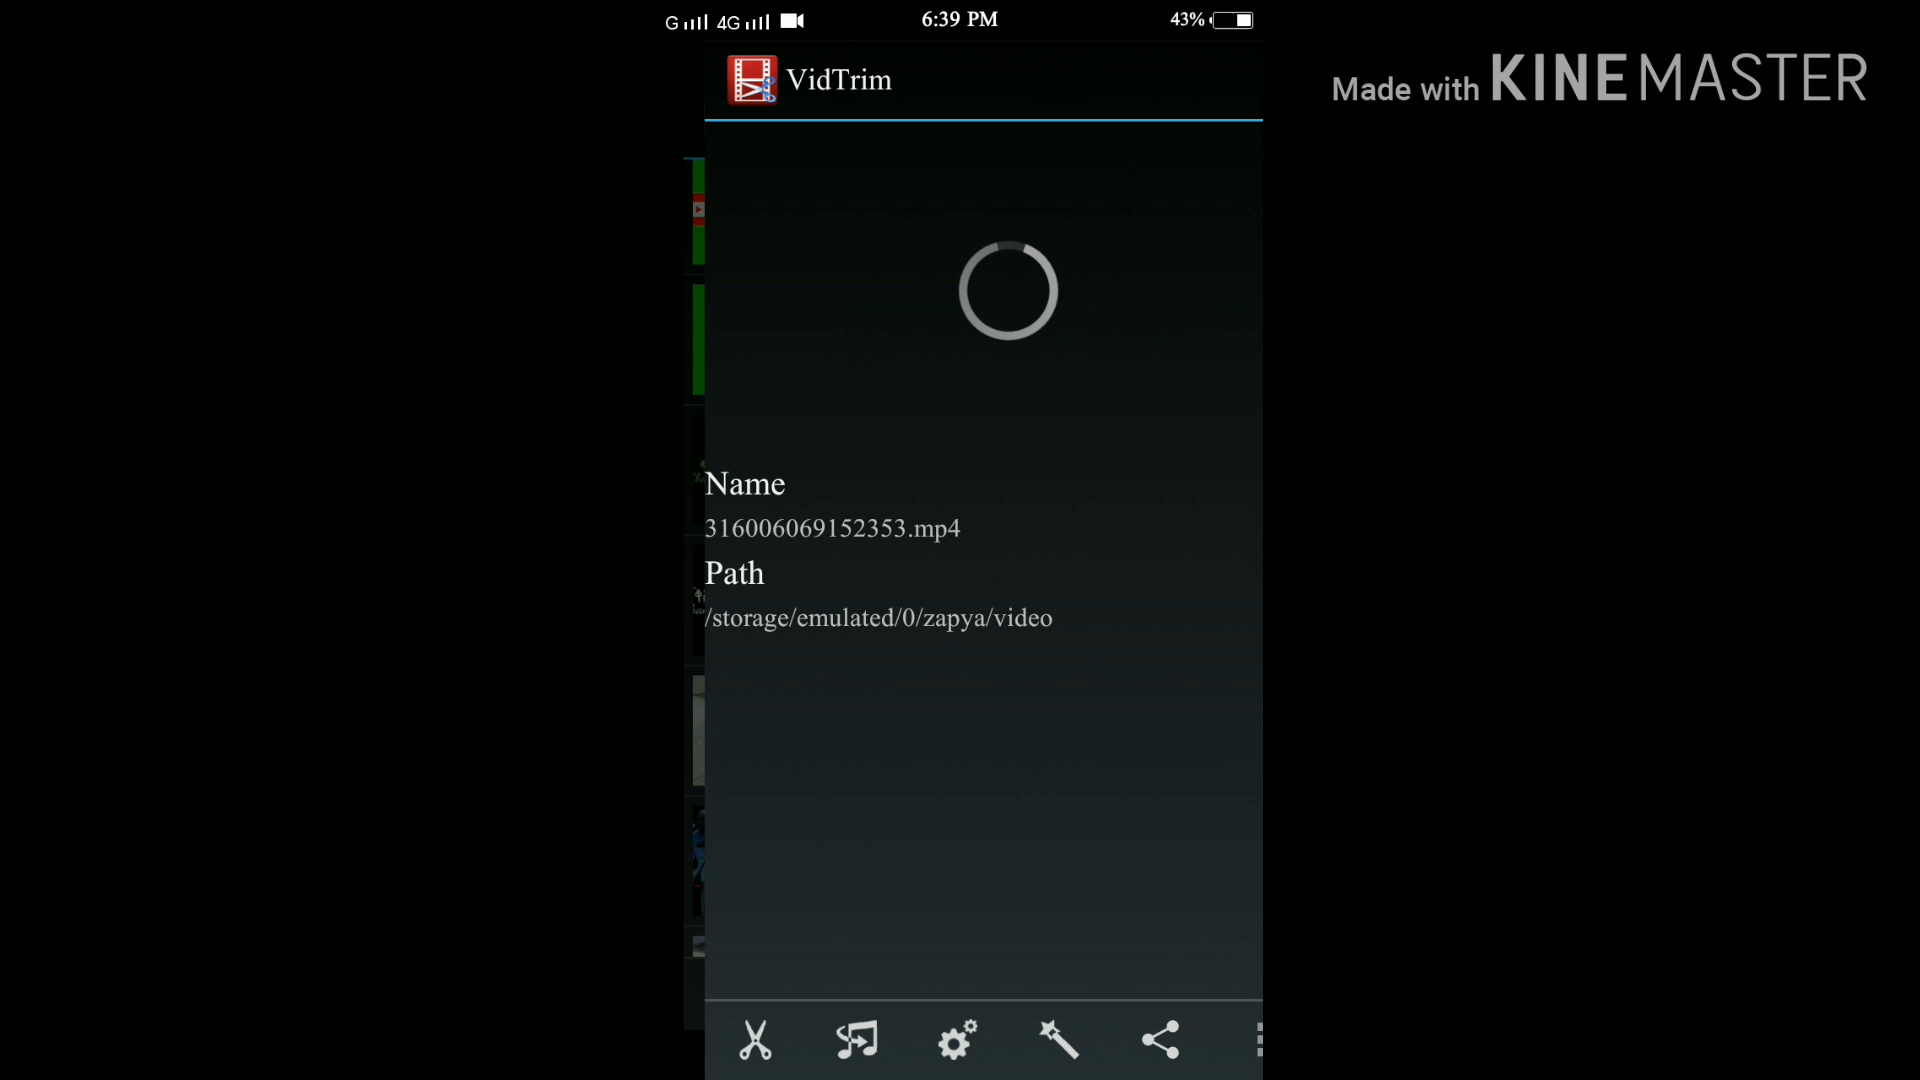 G 4G 6:39 PM 43%
Made with KINEMASTER
VidTrim
Name
316006069152353.mp4
Path
/storage/emulated/0/zapya/video